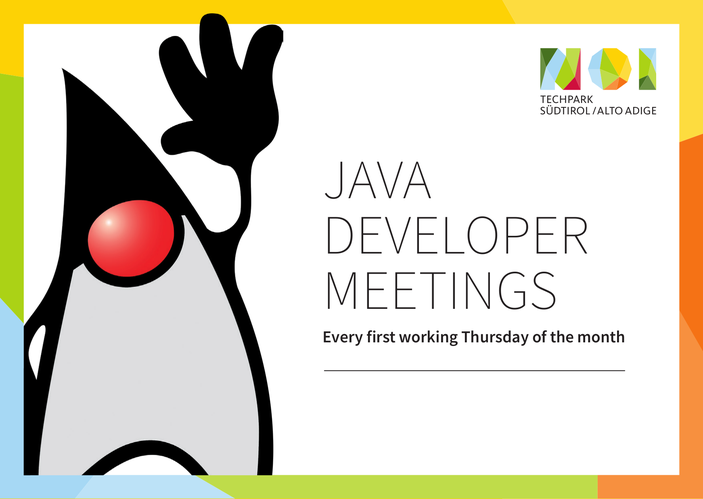 NOI
TECHPARK
SÜDTIROL / ALTO ADIGE
JAVA
DEVELOPER
MEETINGS
Every first working Thursday of the month